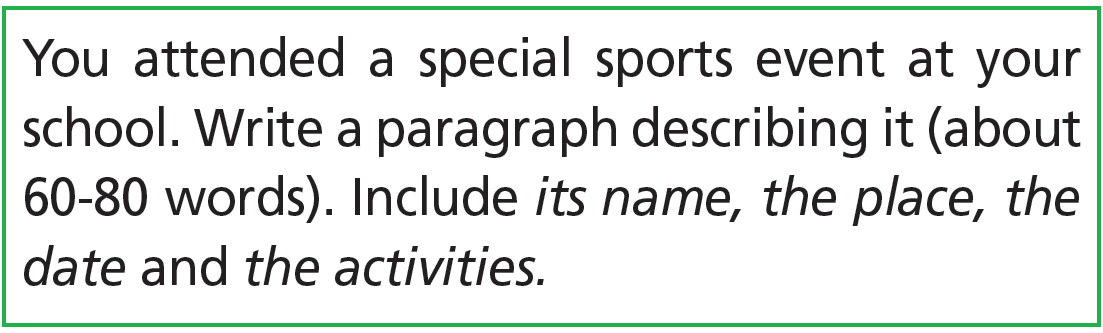 You attended a special sports event at your
school. Write a paragraph describing it (about
60-80 words). Include its name, the place, the
date and the activities.